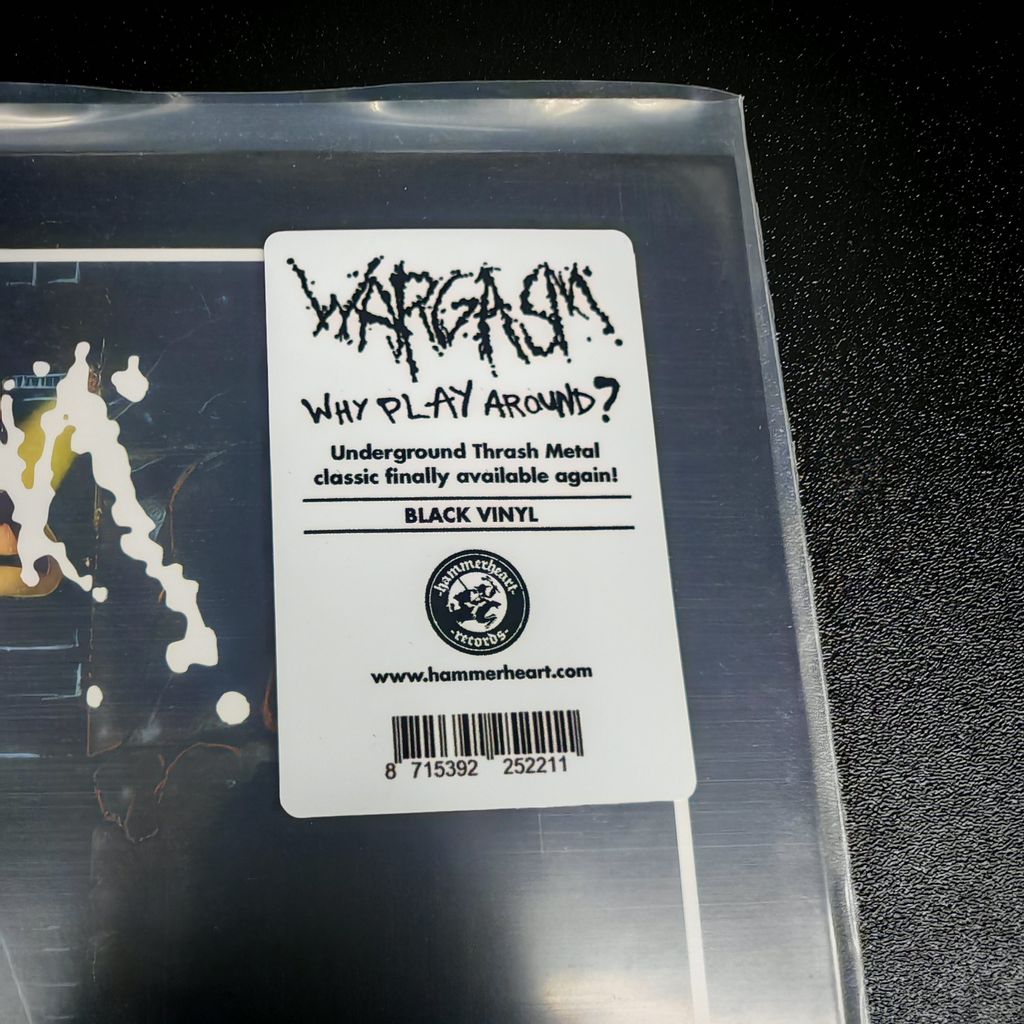 WARGASM
WHY PLAY AROUND?
Underground Thrash Metal
classic finally available again!
BLACK VINYL
-hammerheart-
-records-
www.hammerheart.com
8 715392 252211